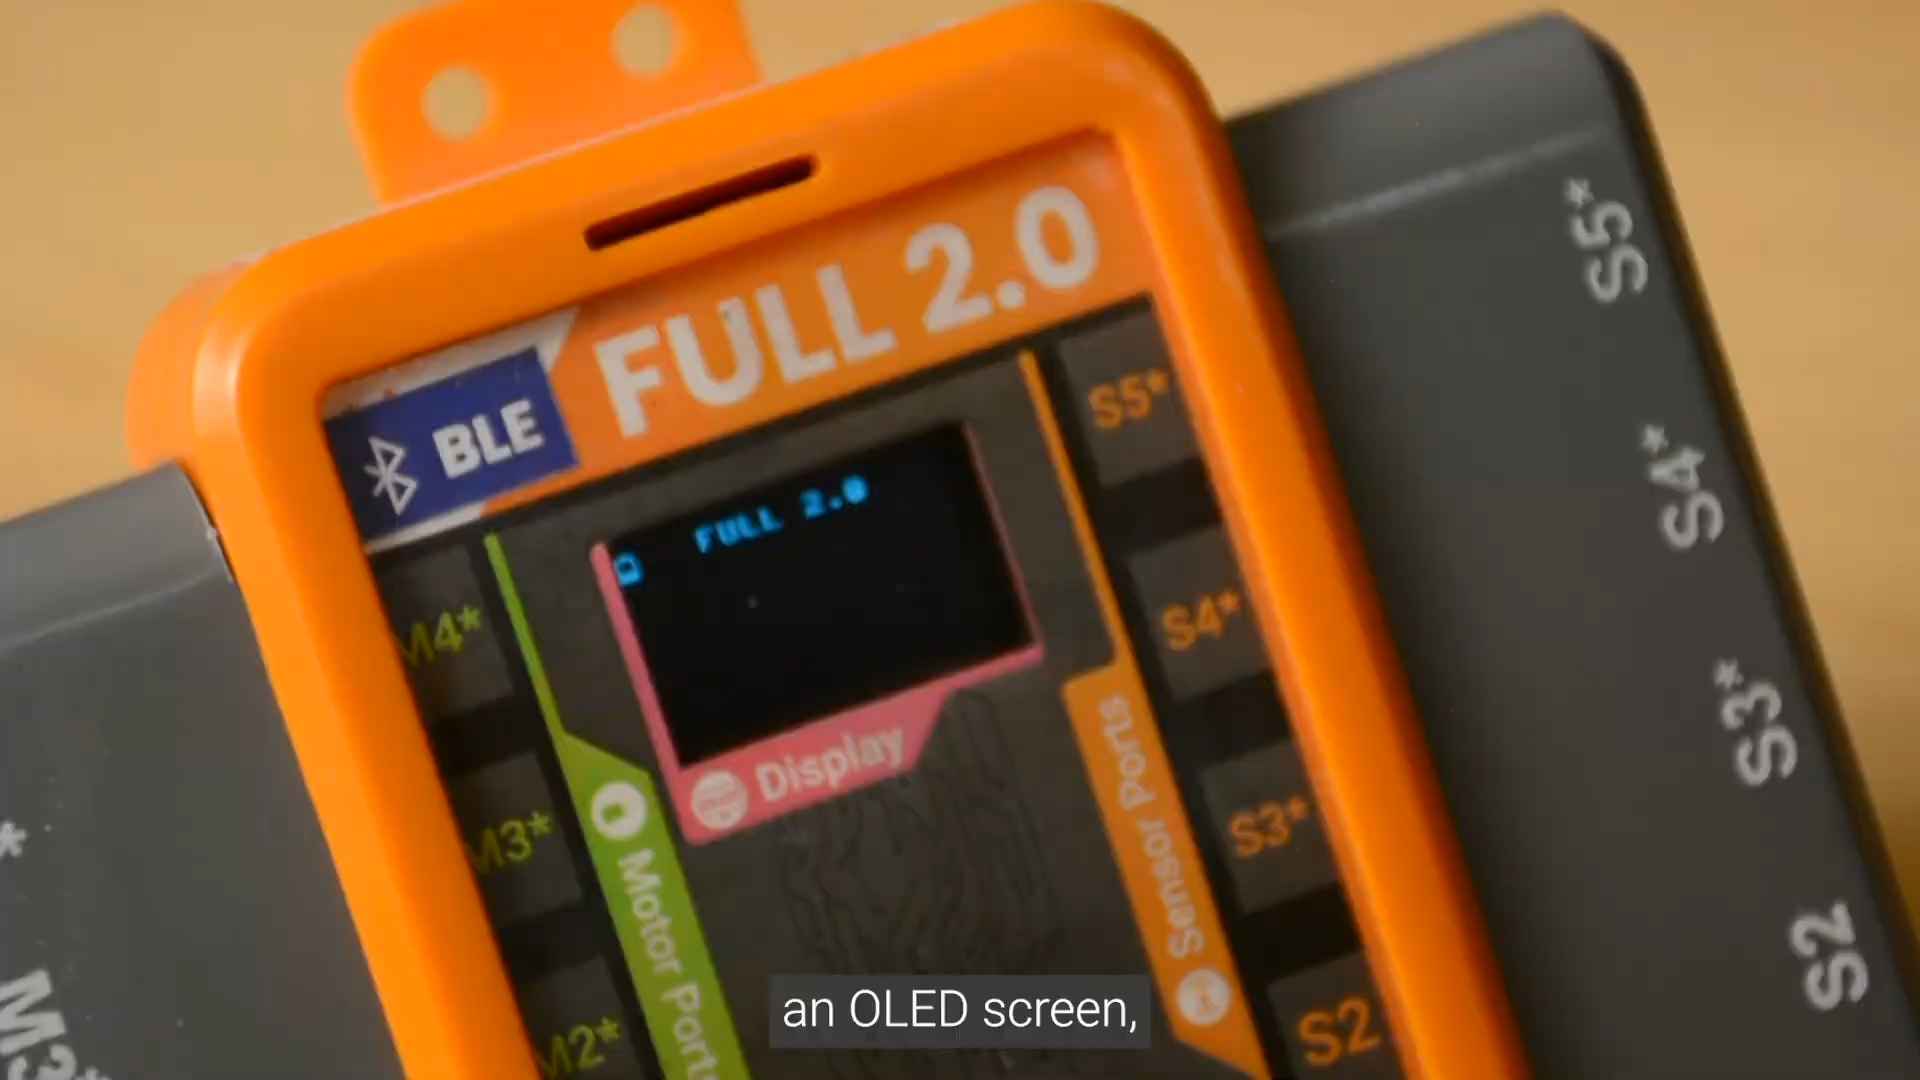 FULL 2.0
BLE
FULL 2.0
Display
Motor Ports
Sensor Ports
M4*
M3*
M2*
S5*
S4*
S3*
S2
S5*
S4*
S3*
S2
M3*
an OLED screen,